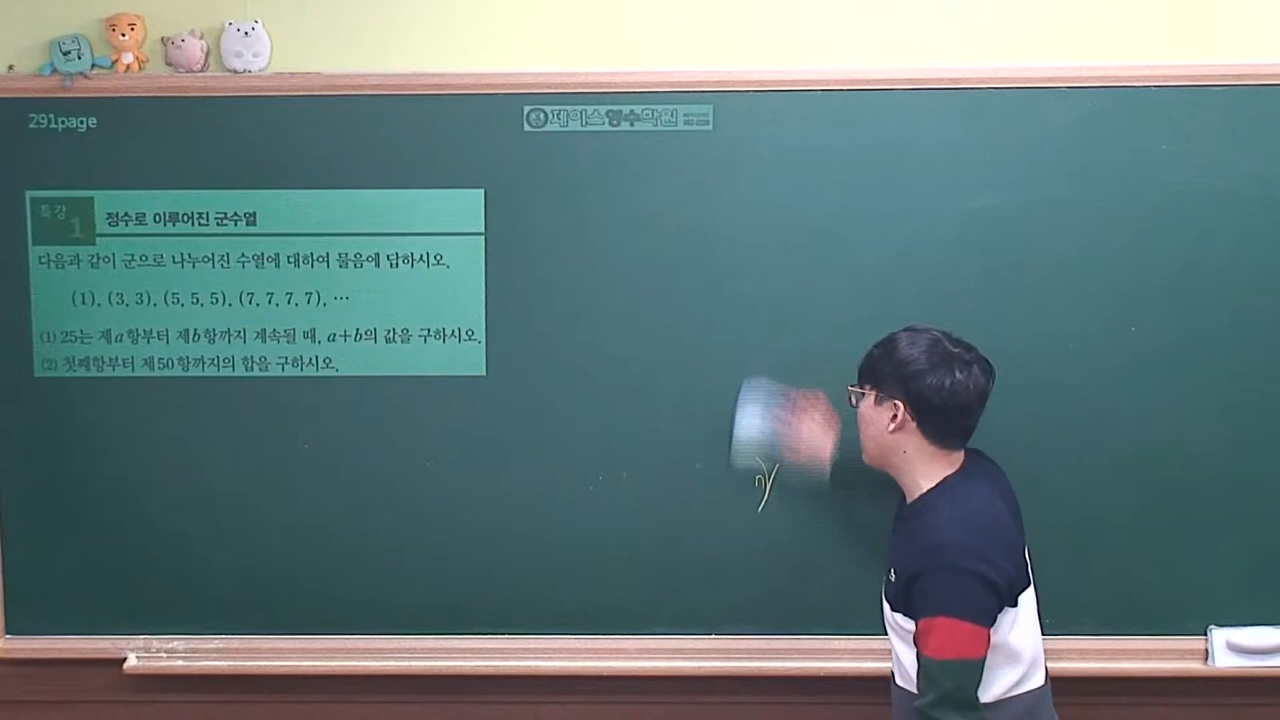 291page
제이스영수학원
특강
1
정수로 이루어진 군수열
다음과 같이 군으로 나누어진 수열에 대하여 물음에 답하시오.
(1), (3, 3), (5, 5, 5), (7, 7, 7, 7), ⋯
(1) 25는 제a항부터 제b항까지 계속될 때, a+b의 값을 구하시오.
(2) 첫째항부터 제50항까지의 합을 구하시오.